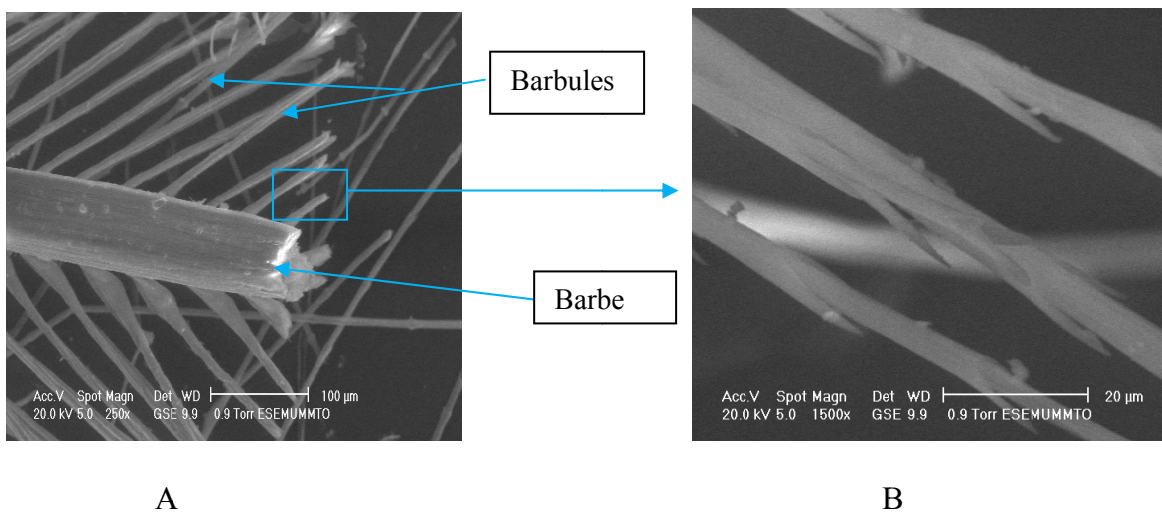 Barbules
Barbe
Acc.V Spot Magn Det WD 100 µm
20.0 kV 5.0 250x GSE 9.9 0.9 Torr ESEMUMMTO
Acc.V Spot Magn Det WD 20 µm
20.0 kV 5.0 1500x GSE 9.9 0.9 Torr ESEMUMMTO
A
B